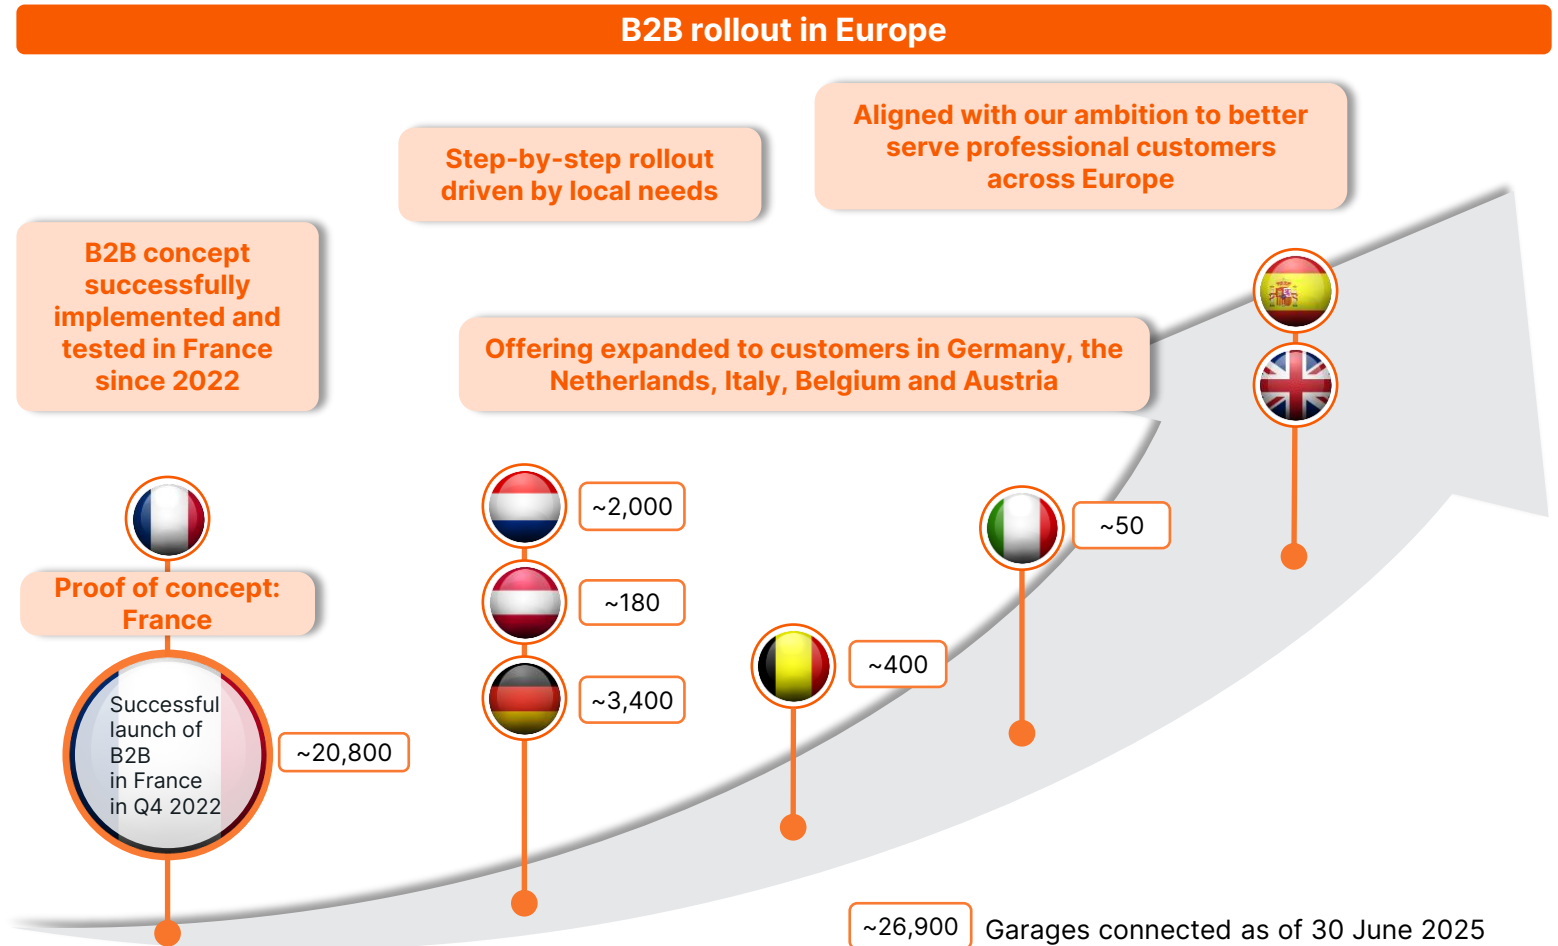 B2B rollout in Europe
Aligned with our ambition to better
serve professional customers
across Europe
Step-by-step rollout
driven by local needs
B2B concept
successfully
implemented and
tested in France
since 2022
Offering expanded to customers in Germany, the
Netherlands, Italy, Belgium and Austria
~2,000
~50
Proof of concept:
France
~180
~400
~3,400
Successful
launch of
B2B
in France
in Q4 2022
~20,800
~26,900 Garages connected as of 30 June 2025